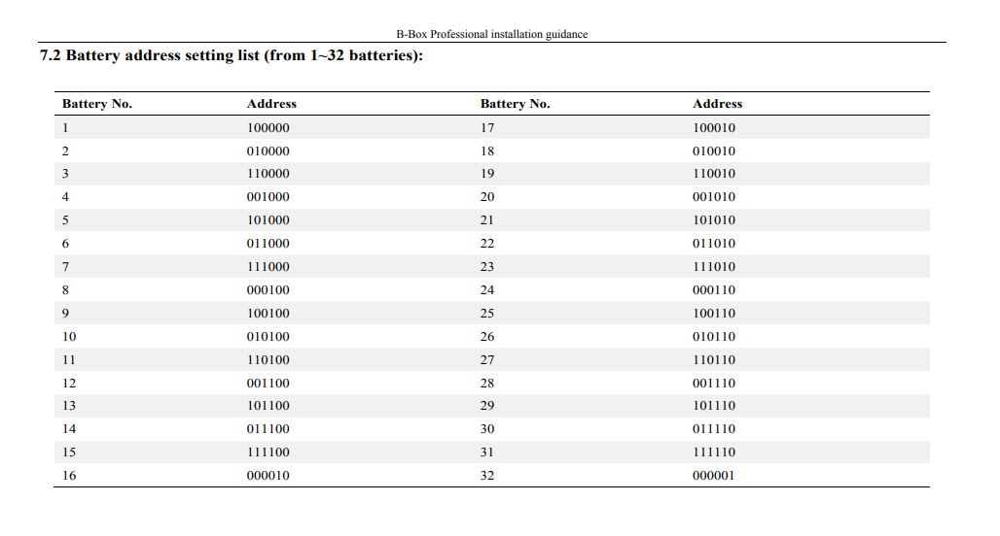 B-Box Professional installation guidance
7.2 Battery address setting list (from 1~32 batteries):
Battery No. Address Battery No. Address
1 100000 17 100010
2 010000 18 010010
3 110000 19 110010
4 001000 20 001010
5 101000 21 101010
6 011000 22 011010
7 111000 23 111010
8 000100 24 000110
9 100100 25 100110
10 010100 26 010110
11 110100 27 110110
12 001100 28 001110
13 101100 29 101110
14 011100 30 011110
15 111100 31 111110
16 000010 32 000001